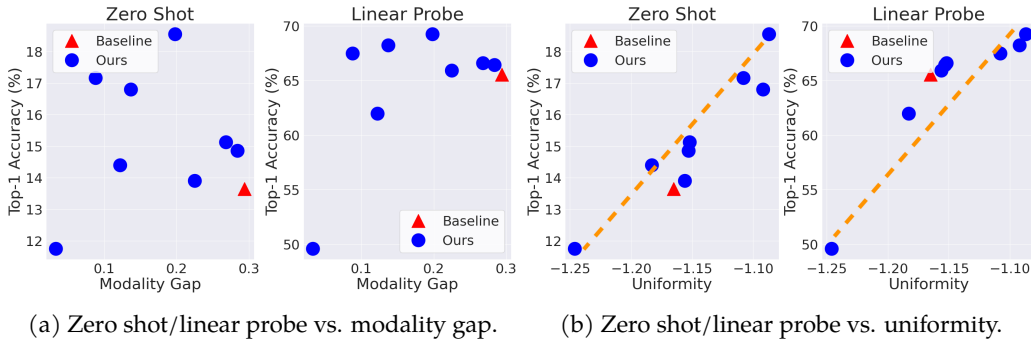 Zero Shot
Top-1 Accuracy (%)
18
17
16
15
14
13
12
Baseline
Ours
0.1
0.2
0.3
Modality Gap
Linear Probe
Top-1 Accuracy (%)
70
65
60
55
50
Baseline
Ours
0.1
0.2
0.3
Modality Gap
Zero Shot
Top-1 Accuracy (%)
18
17
16
15
14
13
12
Baseline
Ours
−1.25
−1.20
−1.15
−1.10
Uniformity
Linear Probe
Top-1 Accuracy (%)
70
65
60
55
50
Baseline
Ours
−1.25
−1.20
−1.15
−1.10
Uniformity
(a) Zero shot/linear probe vs. modality gap.
(b) Zero shot/linear probe vs. uniformity.